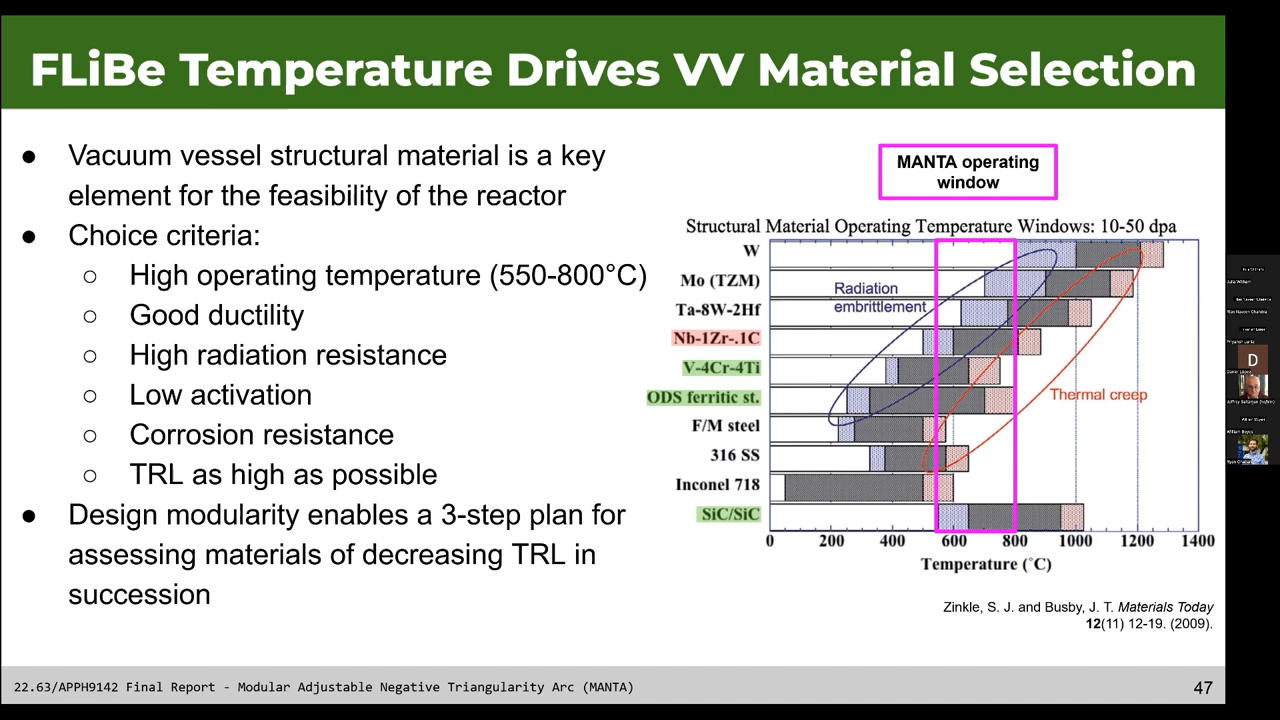 FLiBe Temperature Drives VV Material Selection
● Vacuum vessel structural material is a key
element for the feasibility of the reactor
● Choice criteria:
○ High operating temperature (550-800°C)
○ Good ductility
○ High radiation resistance
○ Low activation
○ Corrosion resistance
○ TRL as high as possible
● Design modularity enables a 3-step plan for
assessing materials of decreasing TRL in
succession
MANTA operating
window
Structural Material Operating Temperature Windows: 10-50 dpa
W
Mo (TZM)
Ta-8W-2Hf
Nb-1Zr-.1C
V-4Cr-4Ti
ODS ferritic st.
F/M steel
316 SS
Inconel 718
SiC/SiC
Radiation
embrittlement
Thermal creep
0 200 400 600 800 1000 1200 1400
Temperature (°C)
Zinkle, S. J. and Busby, J. T. Materials Today
12(11) 12-19. (2009).
22.63/APPH9142 Final Report - Modular Adjustable Negative Triangularity Arc (MANTA)
47
D